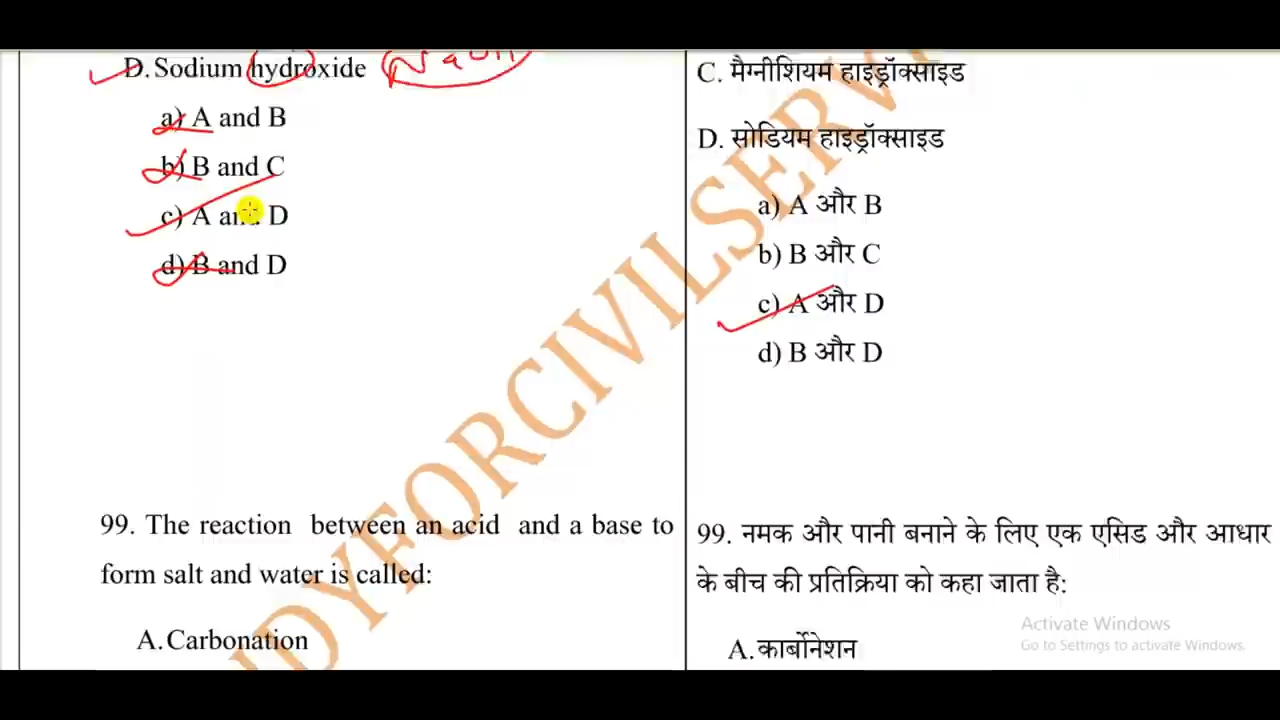 D. Sodium hydroxide NaOH
a) A and B
b) B and C
c) A and D
d) B and D
99. The reaction between an acid and a base to
form salt and water is called:
A. Carbonation
C. मैग्नीशियम हाइड्रॉक्साइड
D. सोडियम हाइड्रॉक्साइड
a) A और B
b) B और C
c) A और D
d) B और D
99. नमक और पानी बनाने के लिए एक एसिड और आधार
के बीच की प्रतिक्रिया को कहा जाता है:
A. कार्बोनेशन
Activate Windows
Go to Settings to activate Windows.